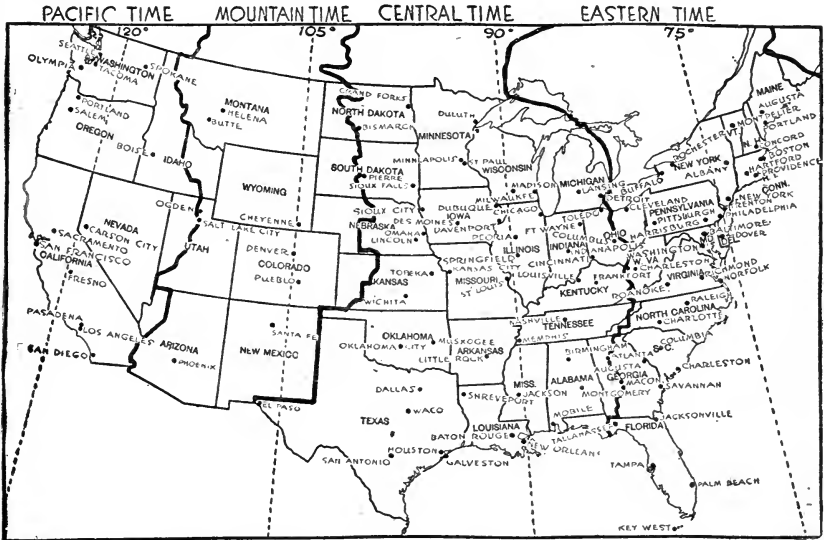 PACIFIC TIME MOUNTAIN TIME CENTRAL TIME EASTERN TIME
120° 105° 90° 75°
SEATTLE
WASHINGTON
SPOKANE
OLYMPIA
TACOMA
PORTLAND
SALEM
OREGON
BOISE
IDAHO
MONTANA
HELENA
BUTTE
WYOMING
CHEYENNE
NEVADA
CARSON CITY
OGDEN
SALT LAKE CITY
UTAH
SACRAMENTO
SAN FRANCISCO
CALIFORNIA
FRESNO
PASADENA
LOS ANGELES
SAN DIEGO
ARIZONA
PHOENIX
DENVER
COLORADO
PUEBLO
SANTA FE
NEW MEXICO
EL PASO
GRAND FORKS
NORTH DAKOTA
BISMARCK
SOUTH DAKOTA
PIERRE
SIOUX FALLS
SIOUX CITY
NEBRASKA
OMAHA
LINCOLN
TOPEKA
KANSAS
WICHITA
OKLAHOMA
OKLAHOMA CITY
MUSKOGEE
DALLAS
WACO
TEXAS
HOUSTON
SAN ANTONIO
GALVESTON
DULUTH
MINNESOTA
MINNEAPOLIS
ST PAUL
WISCONSIN
MADISON
MILWAUKEE
DUBUQUE
IOWA
DES MOINES
DAVENPORT
CHICAGO
PEORIA
ILLINOIS
SPRINGFIELD
KANSAS CITY
MISSOURI
ST LOUIS
LITTLE ROCK
ARKANSAS
SHREVEPORT
LOUISIANA
BATON ROUGE
NEW ORLEANS
MISS.
JACKSON
MICHIGAN
LANSING
DETROIT
TOLEDO
FT WAYNE
INDIANA
INDIANAPOLIS
OHIO
CLEVELAND
COLUMBUS
CINCINNATI
LOUISVILLE
FRANKFORT
KENTUCKY
NASHVILLE
TENNESSEE
MEMPHIS
BIRMINGHAM
ALABAMA
MONTGOMERY
MOBILE
ATLANTA
AUGUSTA
GEORGIA
MACON
SAVANNAH
TALLAHASSEE
FLORIDA
JACKSONVILLE
TAMPA
PALM BEACH
KEY WEST
MAINE
AUGUSTA
MONT
PELIER
PORTLAND
VT.
N.H.
CONCORD
BOSTON
HARTFORD
PROVIDENCE
CONN.
ROCHESTER
NEW YORK
ALBANY
BUFFALO
NEW YORK
TRENTON
PENNSYLVANIA
PITTSBURGH
PHILADELPHIA
HARRISBURG
BALTIMORE
DEL
DOVER
WASHINGTON
W. VA
CHARLESTON
VIRGINIA
RICHMOND
NORFOLK
ROANOKE
RALEIGH
NORTH CAROLINA
CHARLOTTE
COLUMBIA
S.C.
CHARLESTON